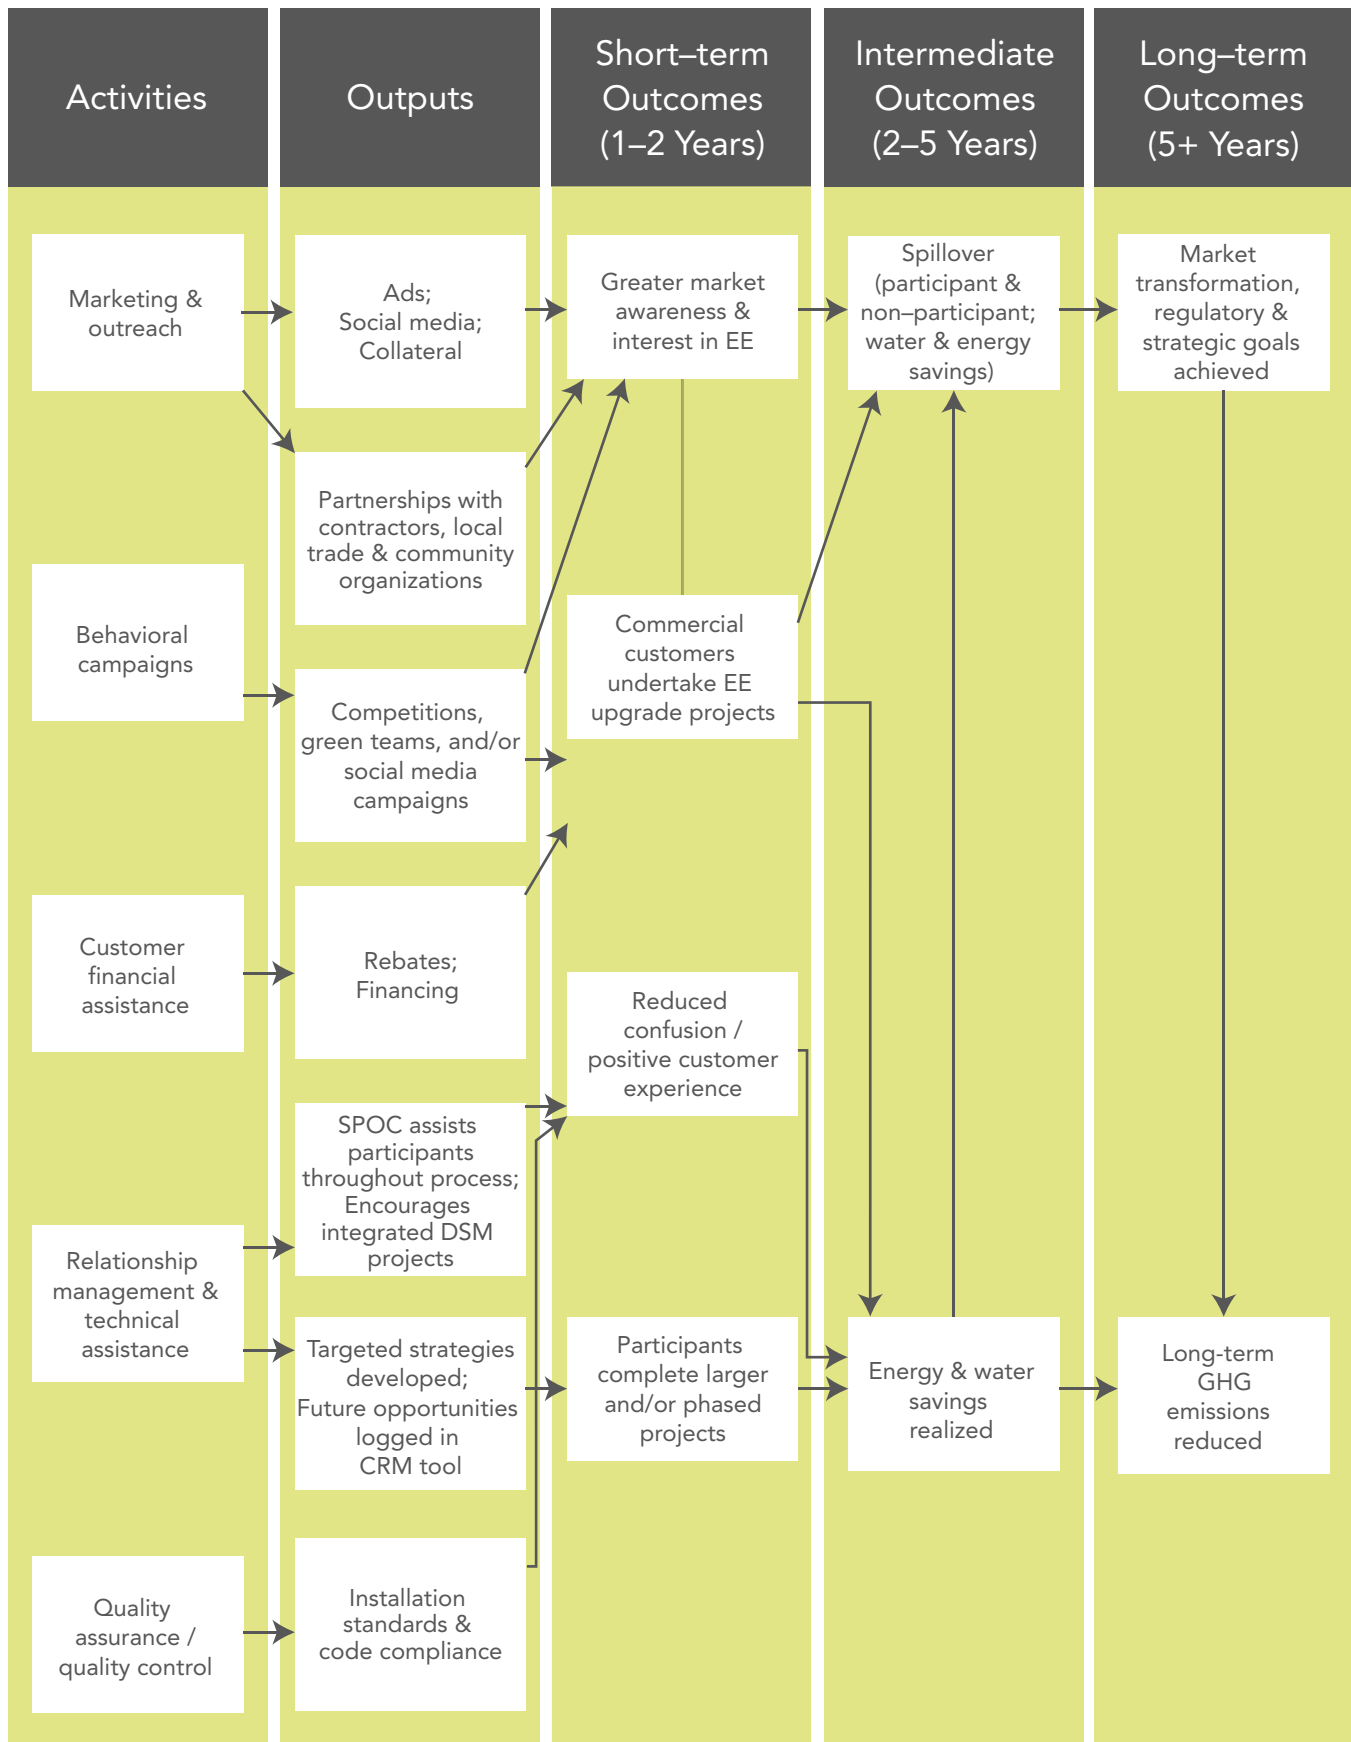 Activities
Outputs
Short–term
Outcomes
(1–2 Years)
Intermediate
Outcomes
(2–5 Years)
Long–term
Outcomes
(5+ Years)
Marketing &
outreach
Behavioral
campaigns
Customer
financial
assistance
Relationship
management &
technical
assistance
Quality
assurance /
quality control
Ads;
Social media;
Collateral
Partnerships with
contractors, local
trade & community
organizations
Competitions,
green teams, and/or
social media
campaigns
Rebates;
Financing
SPOC assists
participants
throughout process;
Encourages
integrated DSM
projects
Targeted strategies
developed;
Future opportunities
logged in
CRM tool
Installation
standards &
code compliance
Greater market
awareness &
interest in EE
Commercial
customers
undertake EE
upgrade projects
Reduced
confusion /
positive customer
experience
Participants
complete larger
and/or phased
projects
Spillover
(participant &
non–participant;
water & energy
savings)
Energy & water
savings
realized
Market
transformation,
regulatory &
strategic goals
achieved
Long-term
GHG
emissions
reduced